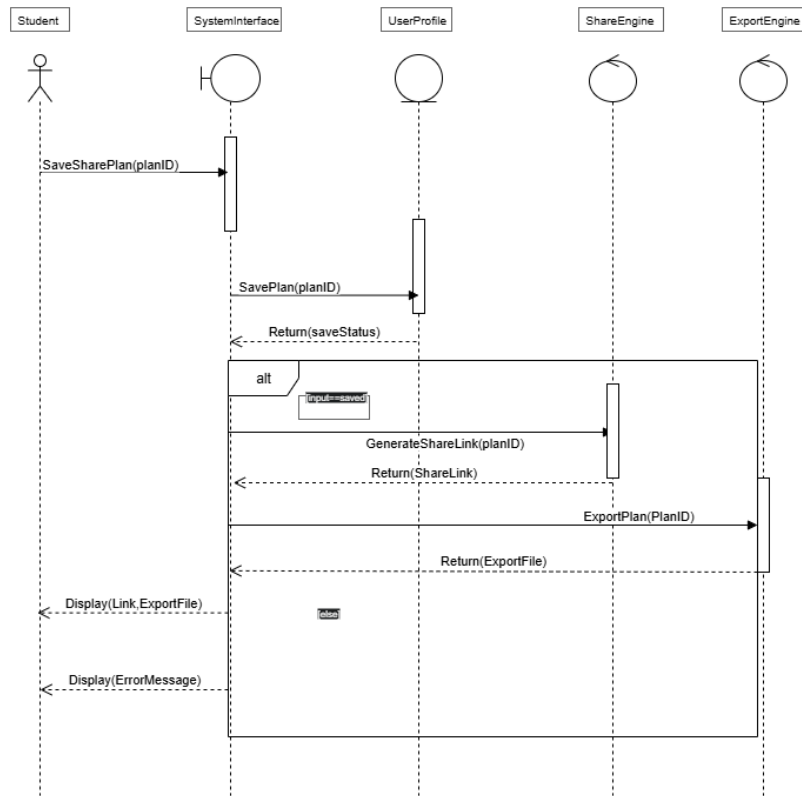 Student
SystemInterface
UserProfile
ShareEngine
ExportEngine
SaveSharePlan(planID)
SavePlan(planID)
Return(saveStatus)
alt
[input==saved]
GenerateShareLink(planID)
Return(ShareLink)
ExportPlan(PlanID)
Return(ExportFile)
Display(Link,ExportFile)
[else]
Display(ErrorMessage)